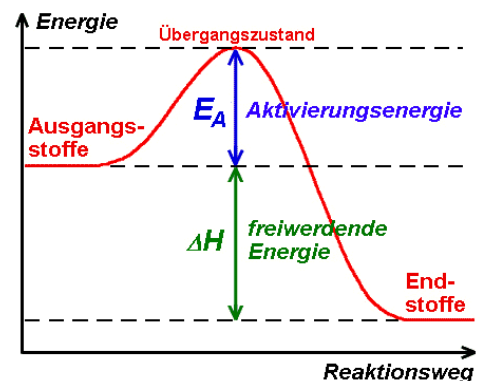 Energie
Übergangszustand
E_A Aktivierungsenergie
Ausgangs-
stoffe
ΔH freiwerdende
Energie
End-
stoffe
Reaktionsweg